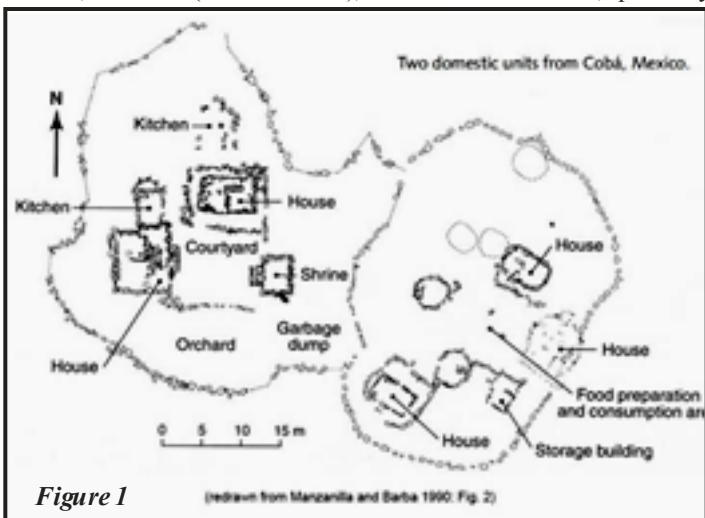 Two domestic units from Cobá, Mexico.
N
Kitchen
House
Kitchen
Courtyard
House
Shrine
House
Orchard
Garbage
dump
House
Food preparation
and consumption are
House
Storage building
0 5 10 15 m
Figure 1
(redrawn from Manzanilla and Barba 1990: Fig. 2)